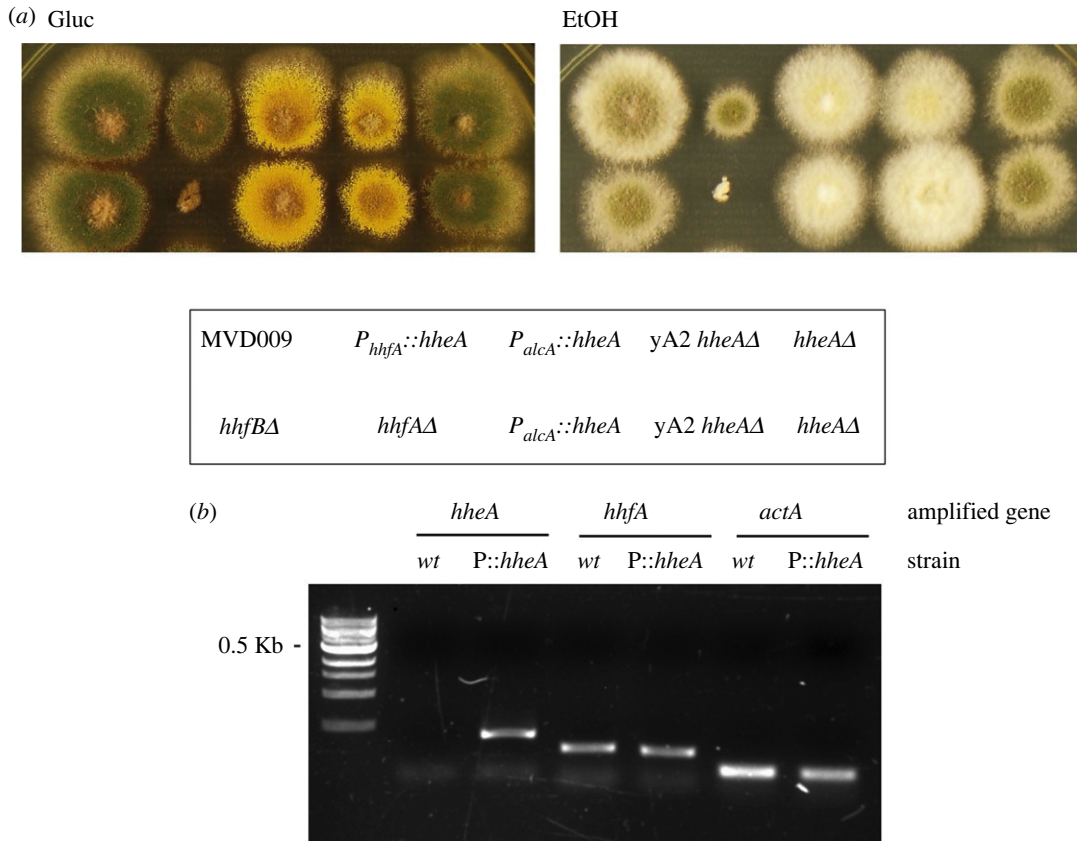 (a) Gluc EtOH
MVD009 PhhfA::hheA PalcA::hheA yA2 hheAΔ hheAΔ
hhfBΔ hhfAΔ PalcA::hheA yA2 hheAΔ hheAΔ
(b) hheA hhfA actA amplified gene
wt P::hheA wt P::hheA wt P::hheA strain
0.5 Kb -